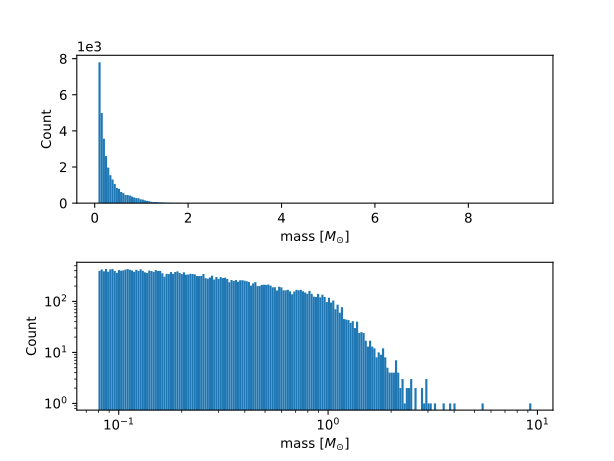 1e3
8
6
4
2
0
Count
0 2 4 6 8
mass [M⊙]
10²
10¹
10⁰
Count
10⁻¹ 10⁰ 10¹
mass [M⊙]